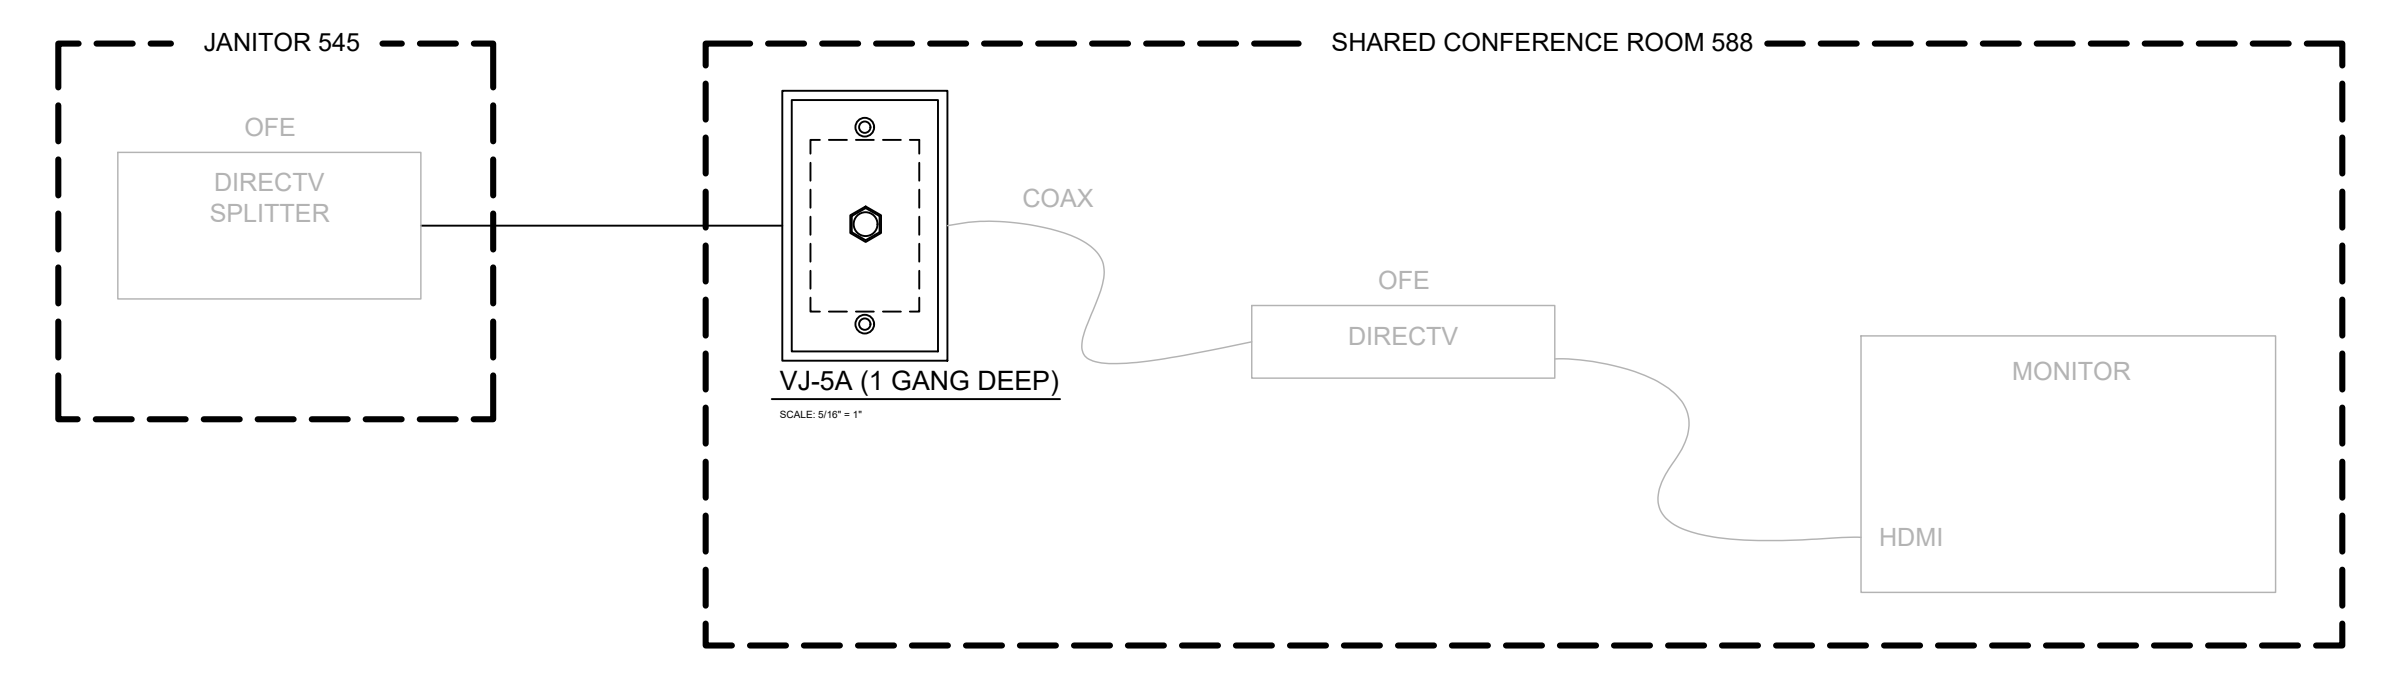 JANITOR 545
SHARED CONFERENCE ROOM 588
OFE
DIRECTV
SPLITTER
COAX
OFE
DIRECTV
MONITOR
HDMI
VJ-5A (1 GANG DEEP)
SCALE: 5/16" = 1"